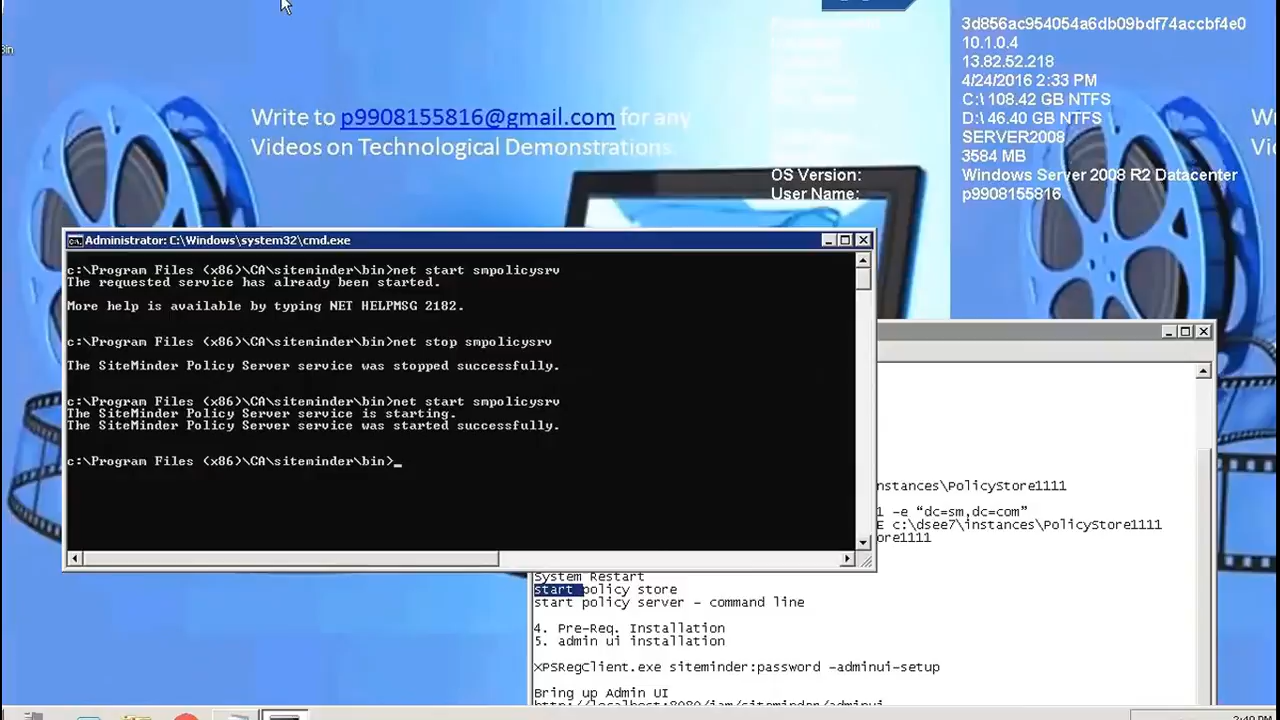 3d856ac954054a6db09bdf74accbf4e0
10.1.0.4
13.82.52.218
4/24/2016 2:33 PM
C:\ 108.42 GB NTFS
D:\ 46.40 GB NTFS
SERVER2008
3584 MB
OS Version: Windows Server 2008 R2 Datacenter
User Name: p9908155816
Write to p9908155816@gmail.com for any
Videos on Technological Demonstrations
Administrator: C:\Windows\system32\cmd.exe
c:\Program Files (x86)\CA\siteminder\bin>net start smpolicysrv
The requested service has already been started.
More help is available by typing NET HELPMSG 2182.
c:\Program Files (x86)\CA\siteminder\bin>net stop smpolicysrv
The SiteMinder Policy Server service was stopped successfully.
c:\Program Files (x86)\CA\siteminder\bin>net start smpolicysrv
The SiteMinder Policy Server service is starting.
The SiteMinder Policy Server service was started successfully.
c:\Program Files (x86)\CA\siteminder\bin>_
nstances\PolicyStore1111
1 -e “dc=sm,dc=com”
E c:\dsee7\instances\PolicyStore1111
ore1111
System Restart
start policy store
start policy server - command line
4. Pre-Req. Installation
5. admin ui installation
XPSRegClient.exe siteminder:password -adminui-setup
Bring up Admin UI
http://localhost:8080/iam/siteminder/adminui